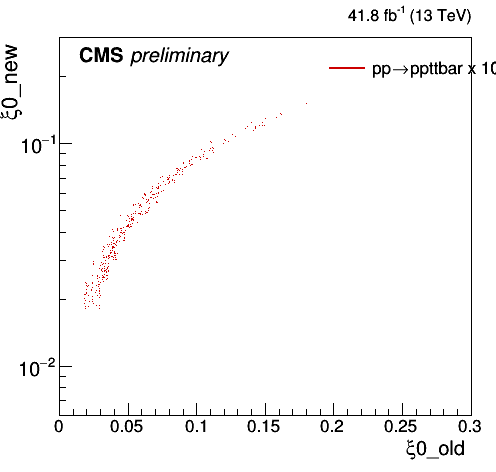 41.8 fb⁻¹ (13 TeV)
CMS preliminary
pp→ppttbar x 10
ξ0_new
10⁻¹
10⁻²
0 0.05 0.1 0.15 0.2 0.25 0.3
ξ0_old